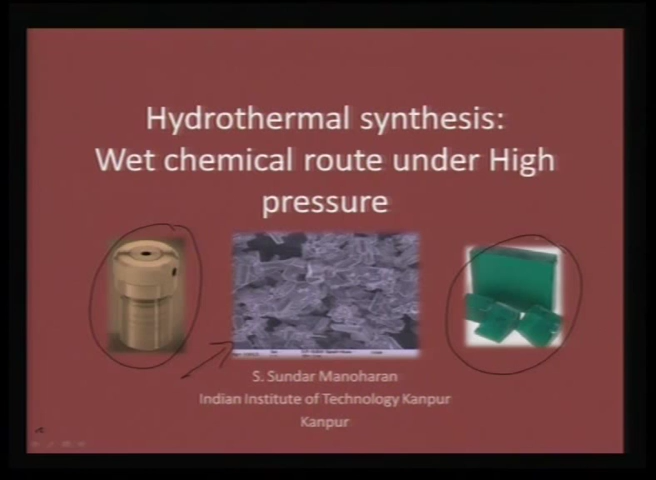 Hydrothermal synthesis:
Wet chemical route under High
pressure
S. Sundar Manoharan
Indian Institute of Technology Kanpur
Kanpur